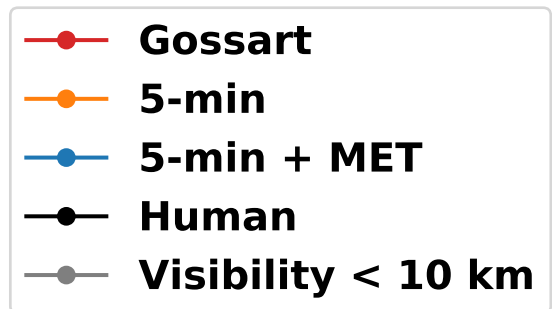 Gossart
5-min
5-min + MET
Human
Visibility < 10 km